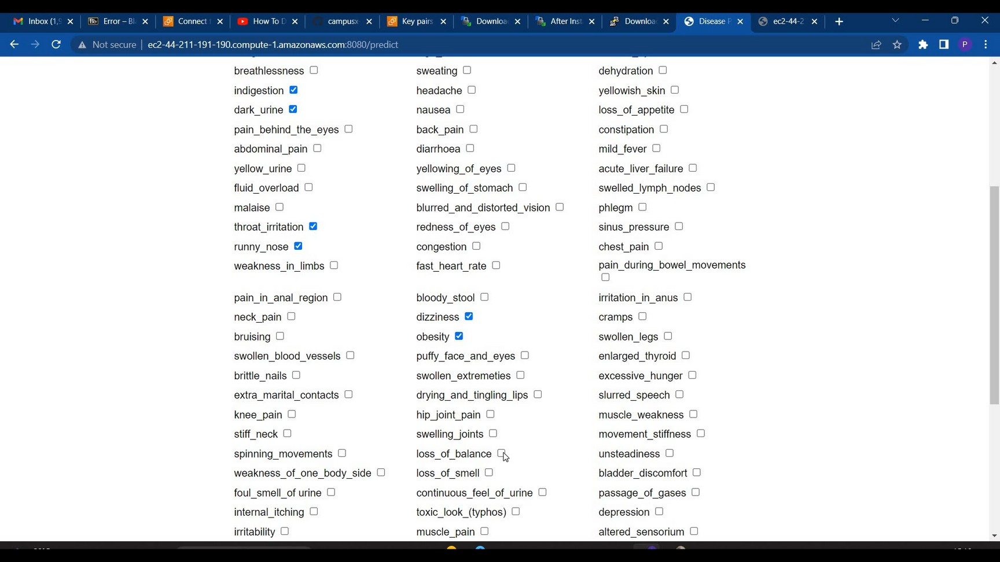 Inbox (1,9
Error – Bl
Connect t
How To D
campusx
Key pairs
Downloa
After Inst
Downloa
Disease P
ec2-44-2
Not secure | ec2-44-211-191-190.compute-1.amazonaws.com:8080/predict
P
breathlessness sweating dehydration
indigestion headache yellowish_skin
dark_urine nausea loss_of_appetite
pain_behind_the_eyes back_pain constipation
abdominal_pain diarrhoea mild_fever
yellow_urine yellowing_of_eyes acute_liver_failure
fluid_overload swelling_of_stomach swelled_lymph_nodes
malaise blurred_and_distorted_vision phlegm
throat_irritation redness_of_eyes sinus_pressure
runny_nose congestion chest_pain
weakness_in_limbs fast_heart_rate pain_during_bowel_movements
pain_in_anal_region bloody_stool irritation_in_anus
neck_pain dizziness cramps
bruising obesity swollen_legs
swollen_blood_vessels puffy_face_and_eyes enlarged_thyroid
brittle_nails swollen_extremeties excessive_hunger
extra_marital_contacts drying_and_tingling_lips slurred_speech
knee_pain hip_joint_pain muscle_weakness
stiff_neck swelling_joints movement_stiffness
spinning_movements loss_of_balance unsteadiness
weakness_of_one_body_side loss_of_smell bladder_discomfort
foul_smell_of urine continuous_feel_of_urine passage_of_gases
internal_itching toxic_look_(typhos) depression
irritability muscle_pain altered_sensorium